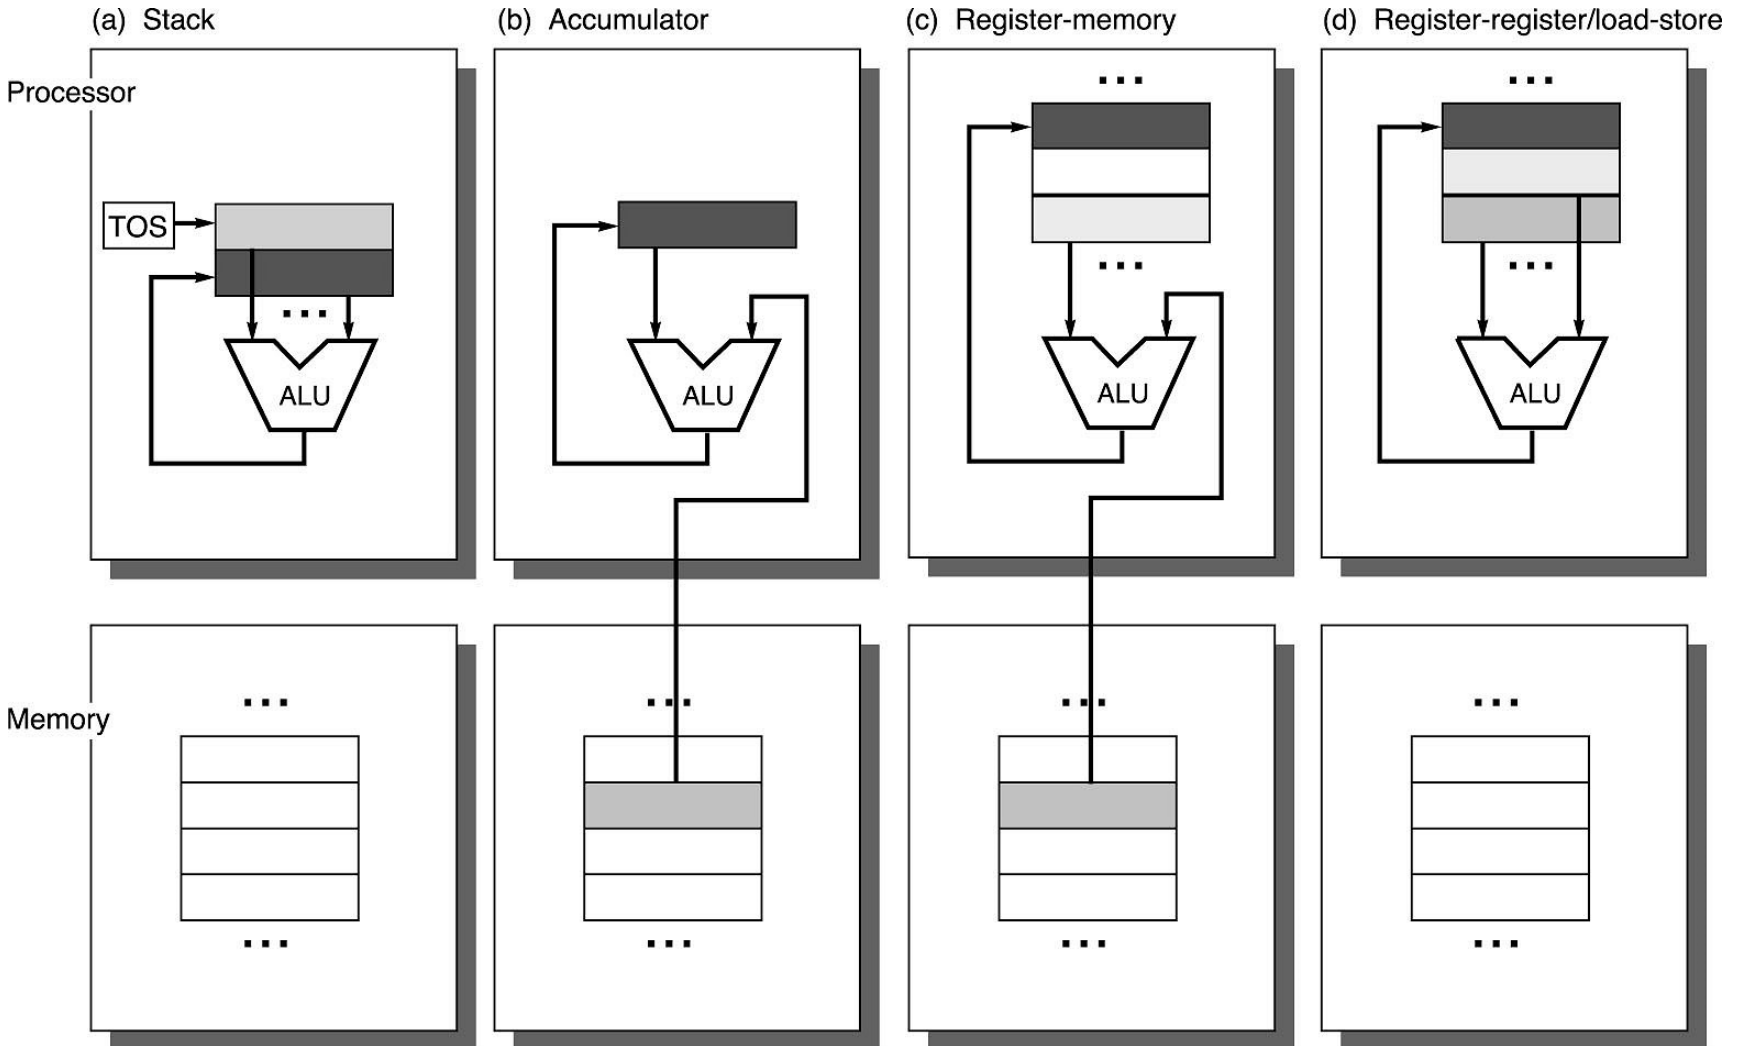 (a) Stack
(b) Accumulator
(c) Register-memory
(d) Register-register/load-store
Processor
TOS
ALU
ALU
ALU
ALU
Memory